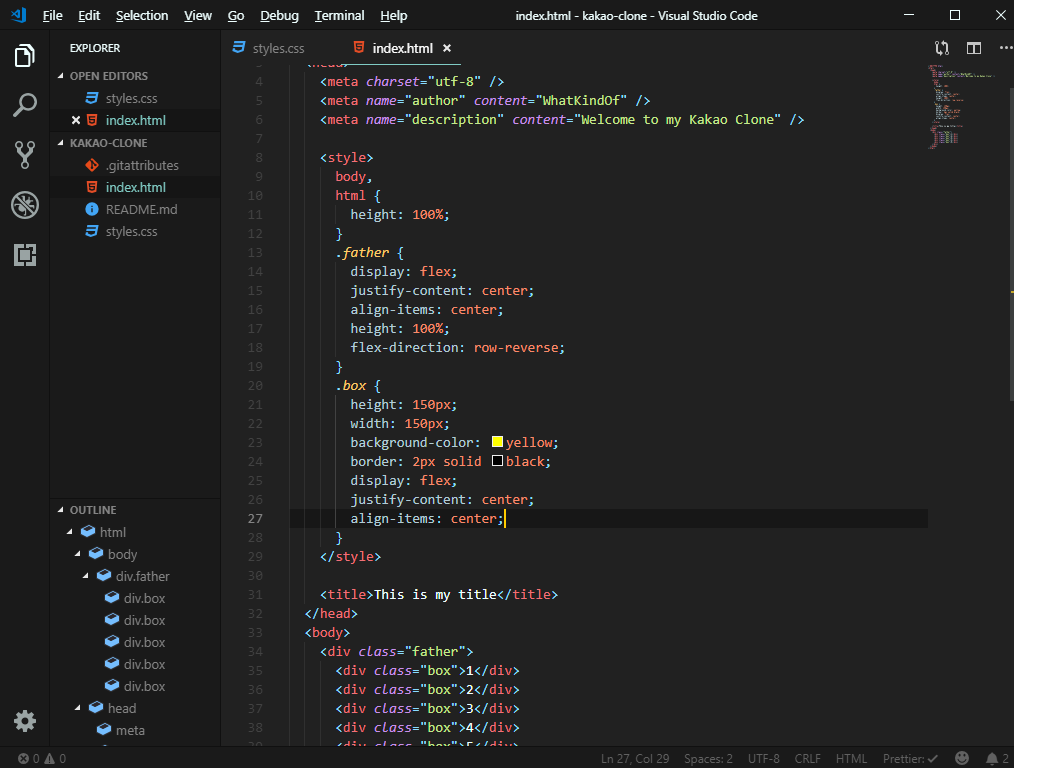 File Edit Selection View Go Debug Terminal Help index.html - kakao-clone - Visual Studio Code
EXPLORER
OPEN EDITORS
styles.css
index.html
KAKAO-CLONE
.gitattributes
index.html
README.md
styles.css
OUTLINE
html
body
div.father
div.box
div.box
div.box
div.box
div.box
head
meta
styles.css index.html
3 <head>
4 <meta charset="utf-8" />
5 <meta name="author" content="WhatKindOf" />
6 <meta name="description" content="Welcome to my Kakao Clone" />
7
8 <style>
9 body,
10 html {
11 height: 100%;
12 }
13 .father {
14 display: flex;
15 justify-content: center;
16 align-items: center;
17 height: 100%;
18 flex-direction: row-reverse;
19 }
20 .box {
21 height: 150px;
22 width: 150px;
23 background-color: yellow;
24 border: 2px solid black;
25 display: flex;
26 justify-content: center;
27 align-items: center;
28 }
29 </style>
30
31 <title>This is my title</title>
32 </head>
33 <body>
34 <div class="father">
35 <div class="box">1</div>
36 <div class="box">2</div>
37 <div class="box">3</div>
38 <div class="box">4</div>
39 <div class="box">5</div>
0 0 Ln 27, Col 29 Spaces: 2 UTF-8 CRLF HTML Prettier: ✓ 2